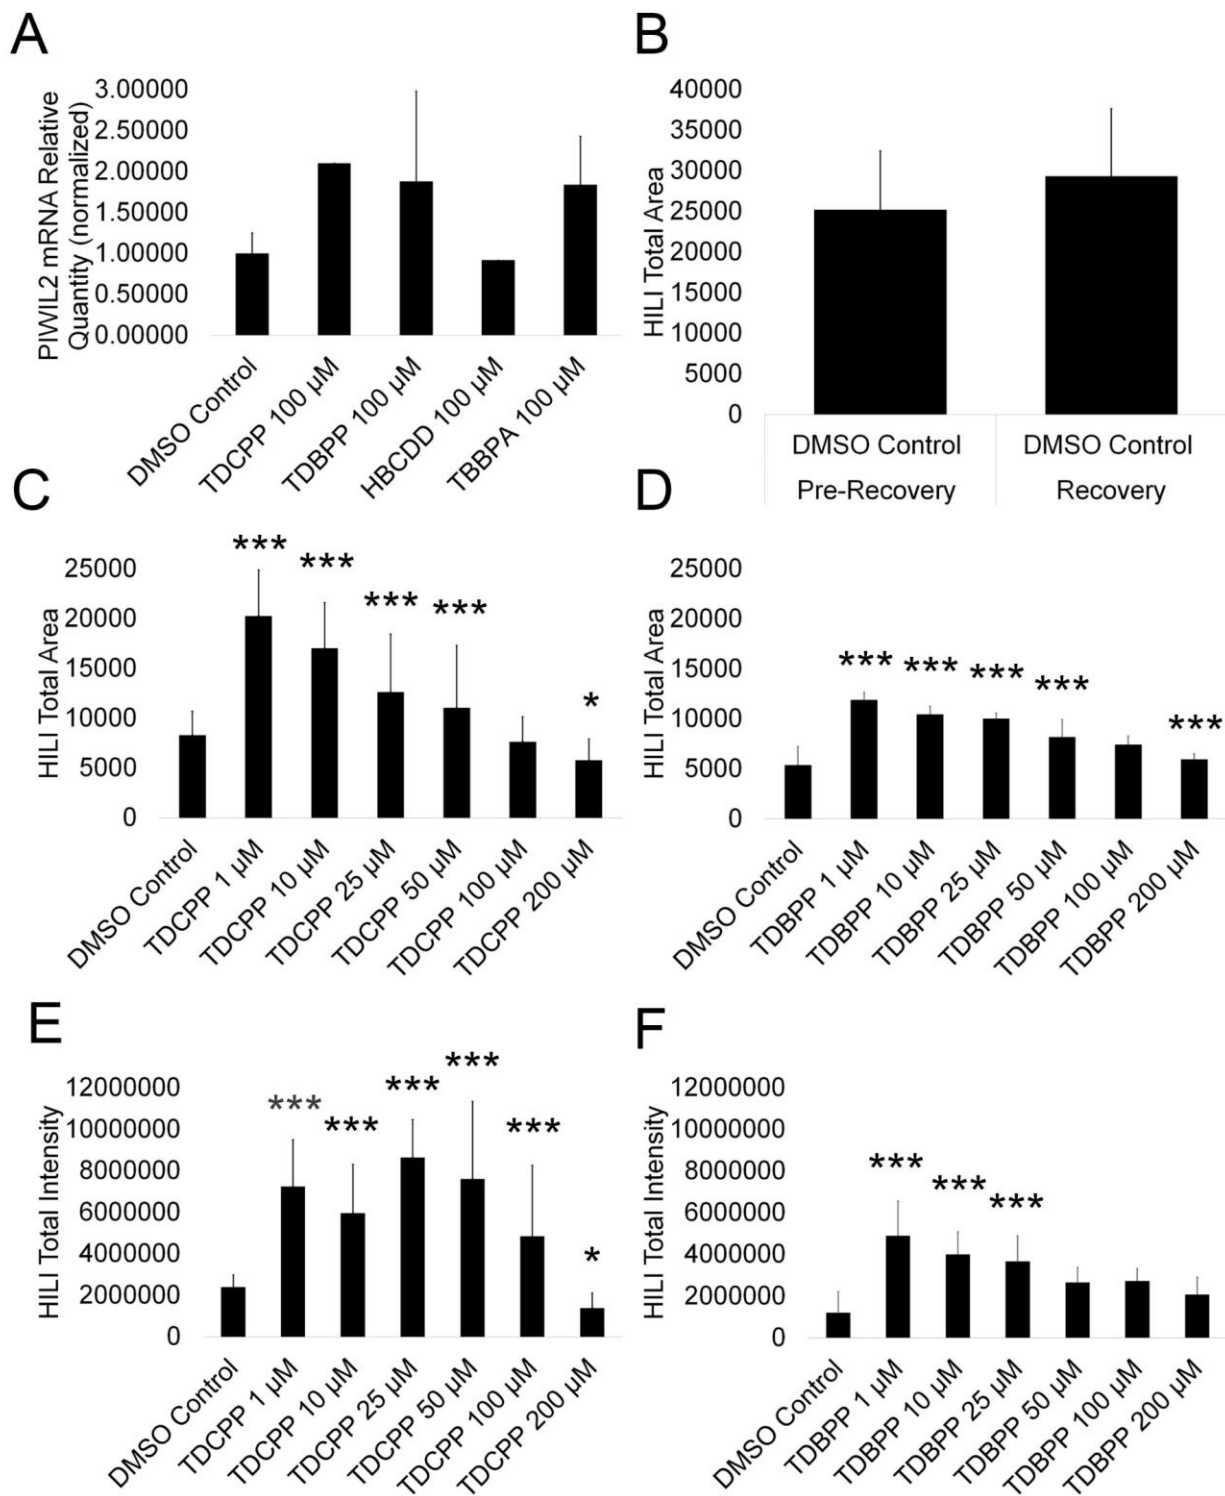 A
PIWIL2 mRNA Relative
Quantity (normalized)
3.00000
2.50000
2.00000
1.50000
1.00000
0.50000
0.00000
DMSO Control
TDCPP 100 µM
TDBPP 100 µM
HBCDD 100 µM
TBBPA 100 µM
B
HILI Total Area
40000
35000
30000
25000
20000
15000
10000
5000
0
DMSO Control
DMSO Control
Pre-Recovery
Recovery
C
HILI Total Area
25000
20000
15000
10000
5000
0
***
***
***
***
*
DMSO Control
TDCPP 1 µM
TDCPP 10 µM
TDCPP 25 µM
TDCPP 50 µM
TDCPP 100 µM
TDCPP 200 µM
D
HILI Total Area
25000
20000
15000
10000
5000
0
***
***
***
***
***
DMSO Control
TDBPP 1 µM
TDBPP 10 µM
TDBPP 25 µM
TDBPP 50 µM
TDBPP 100 µM
TDBPP 200 µM
E
HILI Total Intensity
12000000
10000000
8000000
6000000
4000000
2000000
0
***
***
***
***
***
*
DMSO Control
TDCPP 1 µM
TDCPP 10 µM
TDCPP 25 µM
TDCPP 50 µM
TDCPP 100 µM
TDCPP 200 µM
F
HILI Total Intensity
12000000
10000000
8000000
6000000
4000000
2000000
0
***
***
***
DMSO Control
TDBPP 1 µM
TDBPP 10 µM
TDBPP 25 µM
TDBPP 50 µM
TDBPP 100 µM
TDBPP 200 µM